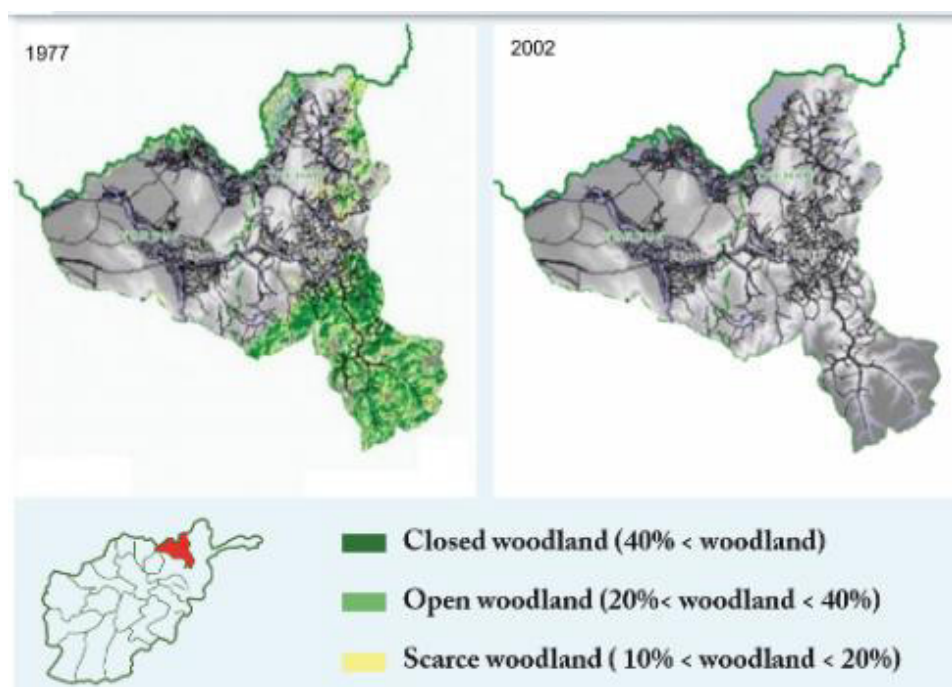 1977
2002
Closed woodland (40% < woodland)
Open woodland (20%< woodland < 40%)
Scarce woodland ( 10% < woodland < 20%)